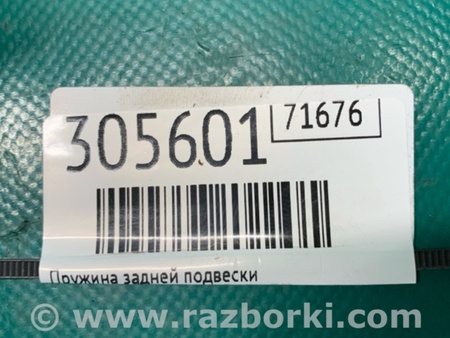 305601
71676
Пружина задней подвески
© www.razborki.com